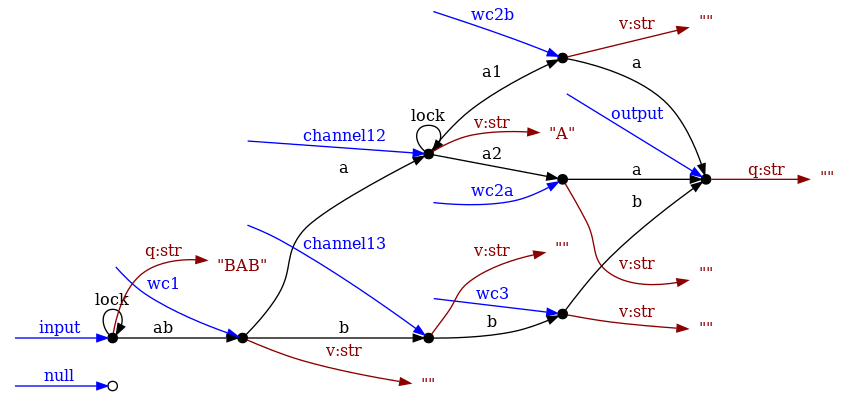 wc2b
v:str
""
a1
a
lock
v:str
"A"
output
channel12
a2
a
a
q:str
""
wc2a
b
channel13
q:str
v:str
""
v:str
""
"BAB"
wc1
lock
wc3
v:str
""
input
ab
b
b
v:str
null
""